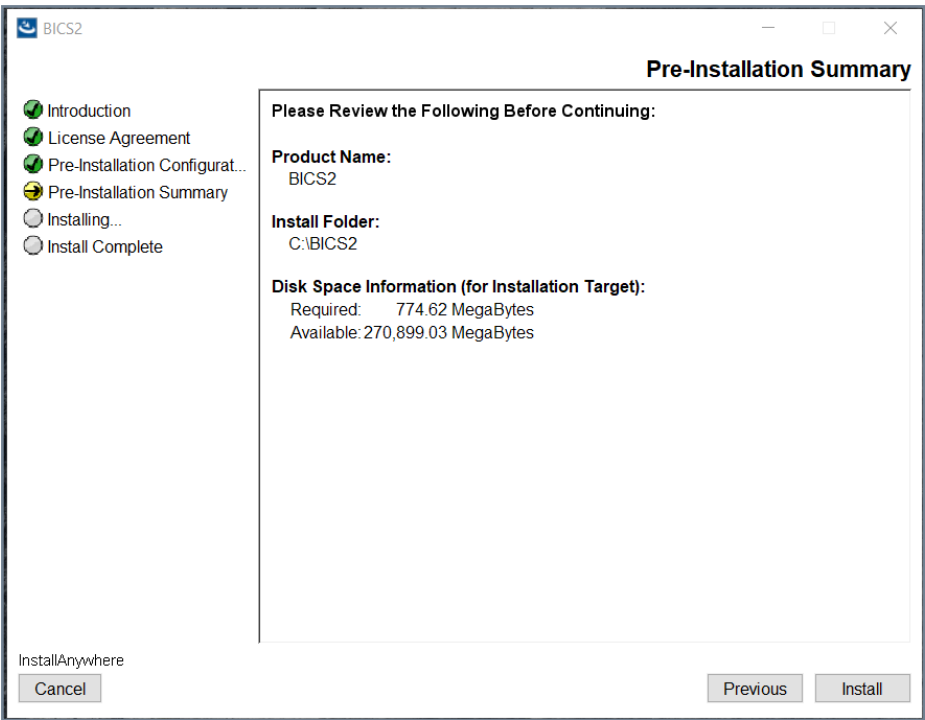 BICS2
Pre-Installation Summary
Introduction
License Agreement
Pre-Installation Configurat...
Pre-Installation Summary
Installing...
Install Complete
Please Review the Following Before Continuing:
Product Name:
BICS2
Install Folder:
C:\BICS2
Disk Space Information (for Installation Target):
Required: 774.62 MegaBytes
Available: 270,899.03 MegaBytes
InstallAnywhere
Cancel
Previous
Install